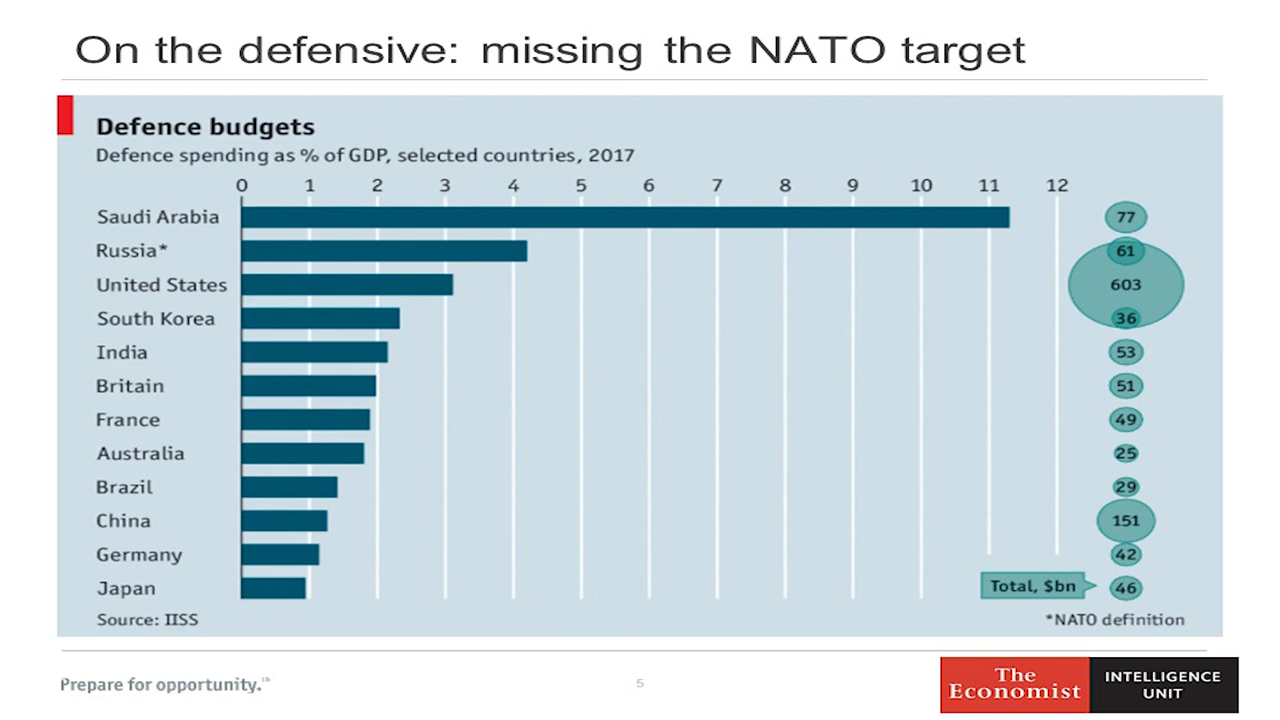 On the defensive: missing the NATO target
Defence budgets
Defence spending as % of GDP, selected countries, 2017
0 1 2 3 4 5 6 7 8 9 10 11 12
Saudi Arabia 77
Russia* 61
United States 603
South Korea 36
India 53
Britain 51
France 49
Australia 25
Brazil 29
China 151
Germany 42
Japan Total, $bn 46
Source: IISS *NATO definition
Prepare for opportunity.
5
The Economist
INTELLIGENCE UNIT